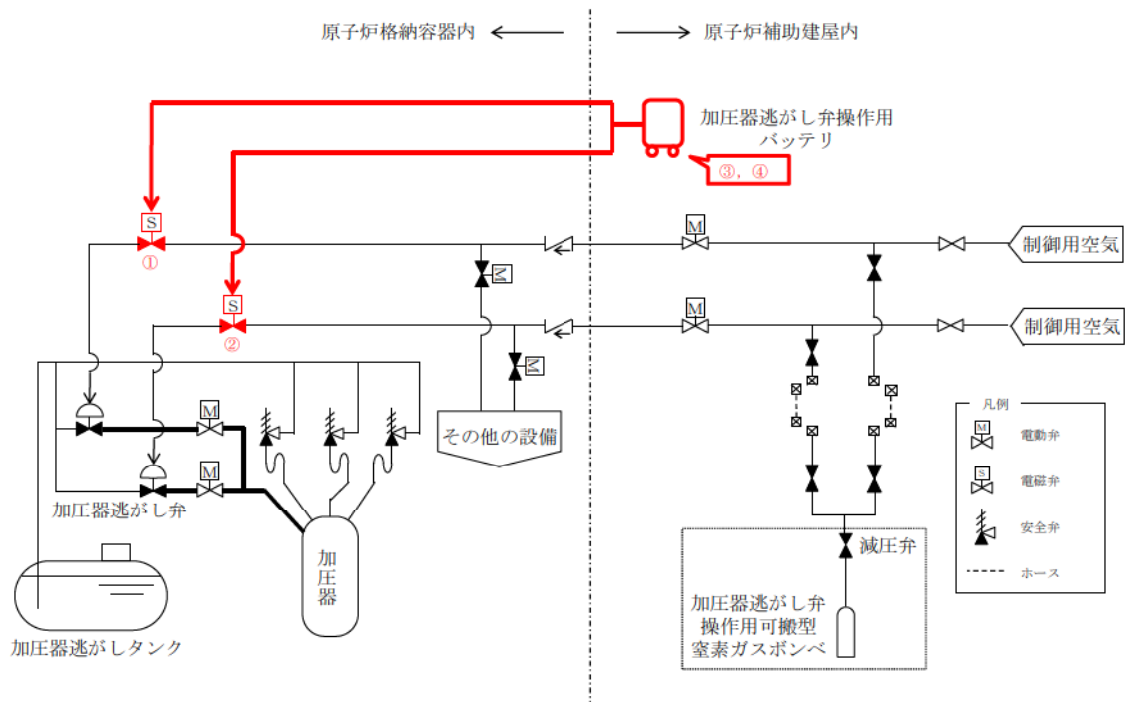 原子炉格納容器内
原子炉補助建屋内
加圧器逃がし弁操作用
バッテリ
③，④
S
①
M
制御用空気
M
S
②
M
制御用空気
M
M
M
その他の設備
加圧器逃がし弁
加圧器
加圧器逃がしタンク
減圧弁
加圧器逃がし弁
操作用可搬型
窒素ガスボンベ
凡例
M
電動弁
S
電磁弁
安全弁
ホース